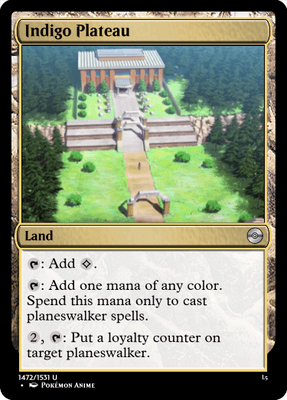 Indigo Plateau
Land
: Add .
: Add one mana of any color.
Spend this mana only to cast
planeswalker spells.
2, : Put a loyalty counter on
target planeswalker.
1472/1531 U
• Pokémon Anime